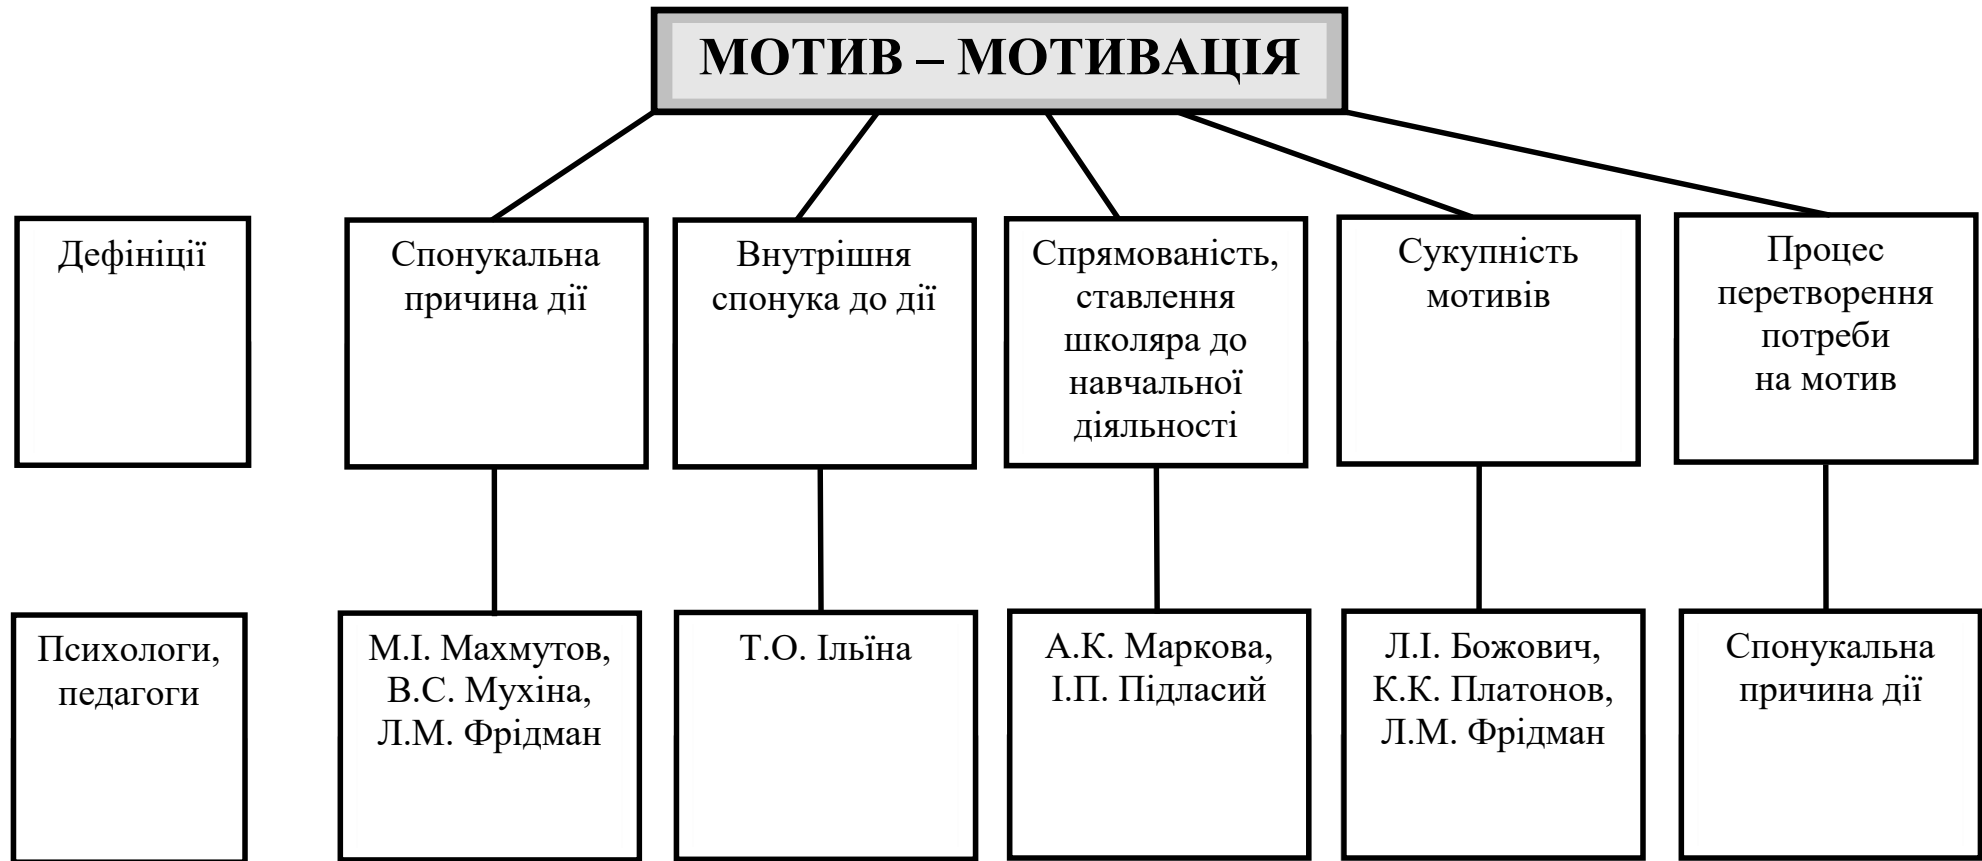 МОТИВ – МОТИВАЦІЯ
Дефініції
Спонукальна
причина дії
Внутрішня
спонука до дії
Спрямованість,
ставлення
школяра до
навчальної
діяльності
Сукупність
мотивів
Процес
перетворення
потреби
на мотив
Психологи,
педагоги
М.І. Махмутов,
В.С. Мухіна,
Л.М. Фрідман
Т.О. Ільїна
А.К. Маркова,
І.П. Підласий
Л.І. Божович,
К.К. Платонов,
Л.М. Фрідман
Спонукальна
причина дії